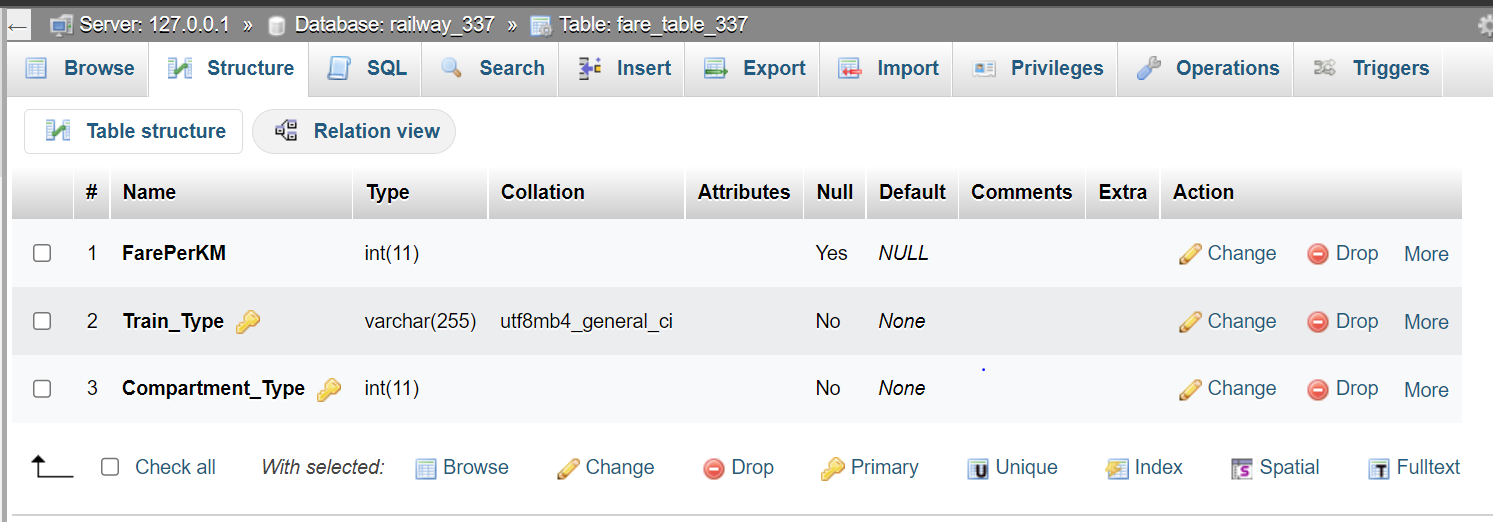 Server: 127.0.0.1 » Database: railway_337 » Table: fare_table_337
Browse Structure SQL Search Insert Export Import Privileges Operations Triggers
Table structure Relation view
# Name Type Collation Attributes Null Default Comments Extra Action
1 FarePerKM int(11) Yes NULL Change Drop More
2 Train_Type varchar(255) utf8mb4_general_ci No None Change Drop More
3 Compartment_Type int(11) No None Change Drop More
Check all With selected: Browse Change Drop Primary Unique Index Spatial Fulltext